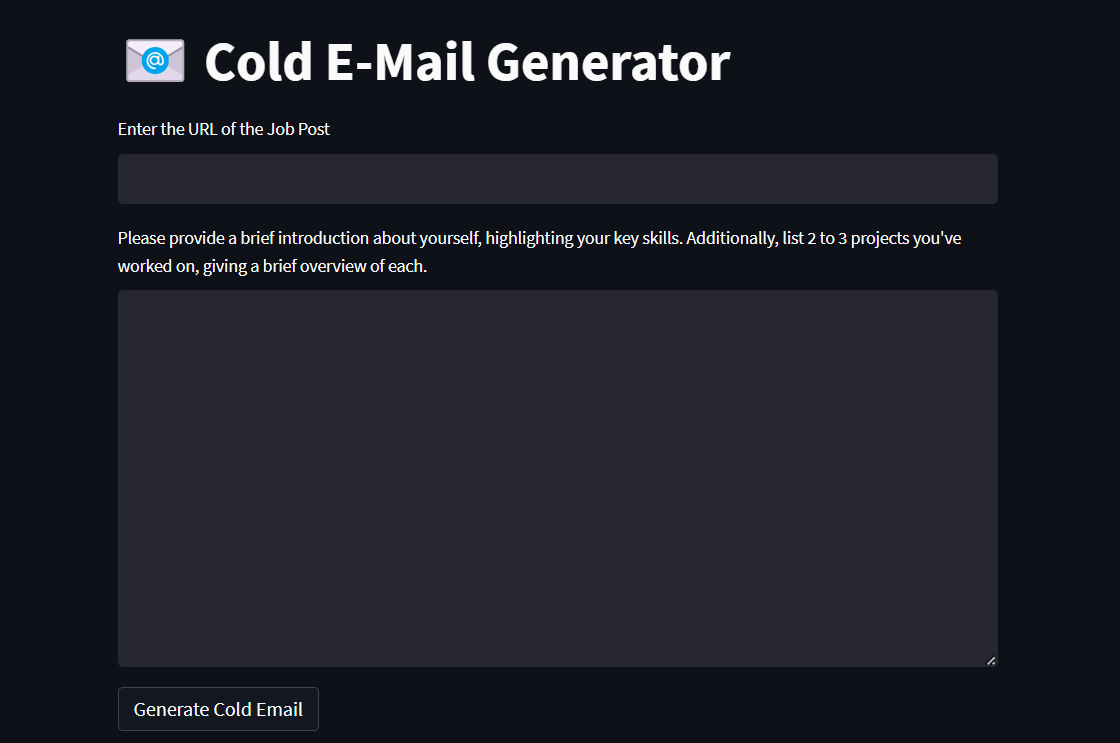 Cold E-Mail Generator
Enter the URL of the Job Post
Please provide a brief introduction about yourself, highlighting your key skills. Additionally, list 2 to 3 projects you've
worked on, giving a brief overview of each.
Generate Cold Email